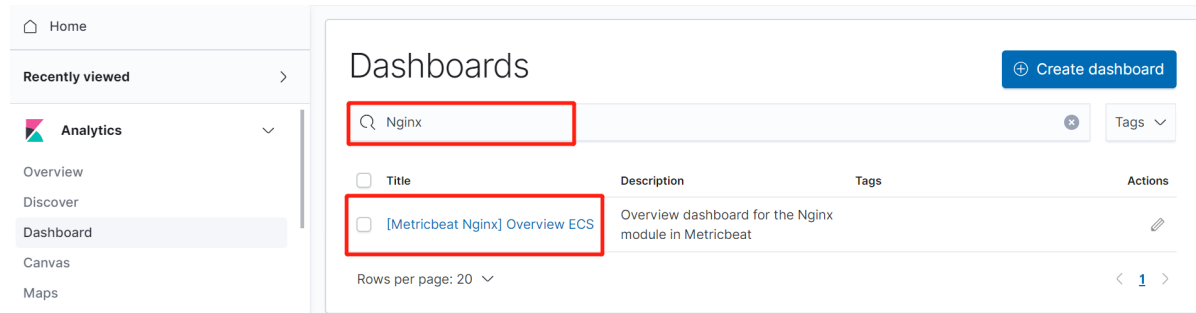 Home
Recently viewed
Analytics
Overview
Discover
Dashboard
Canvas
Maps
Dashboards
Create dashboard
Nginx
Tags
Title Description Tags Actions
[Metricbeat Nginx] Overview ECS
Overview dashboard for the Nginx
module in Metricbeat
Rows per page: 20
1